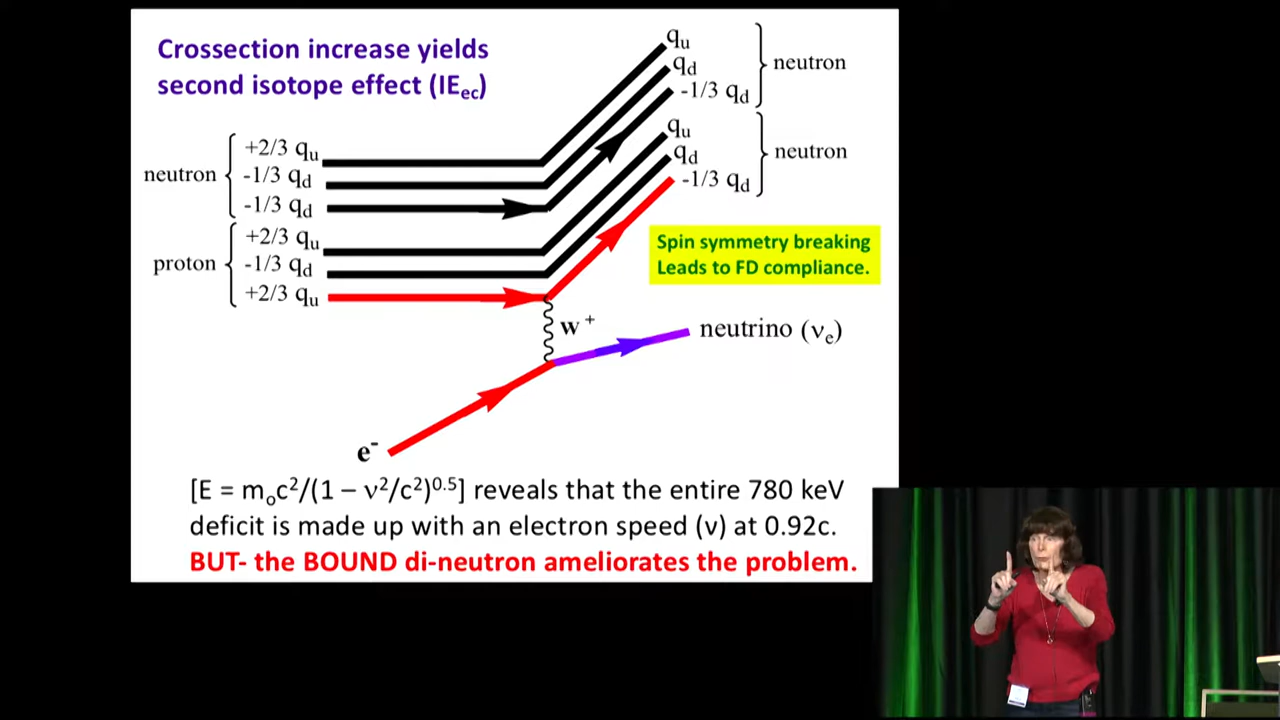 Crossection increase yields
second isotope effect (IEec)
qu
qd
-1/3 qd
neutron
qu
qd
-1/3 qd
neutron
neutron
+2/3 qu
-1/3 qd
-1/3 qd
proton
+2/3 qu
-1/3 qd
+2/3 qu
Spin symmetry breaking
Leads to FD compliance.
w+
neutrino (νe)
e-
[E = moc2/(1 – ν2/c2)0.5] reveals that the entire 780 keV
deficit is made up with an electron speed (ν) at 0.92c.
BUT- the BOUND di-neutron ameliorates the problem.